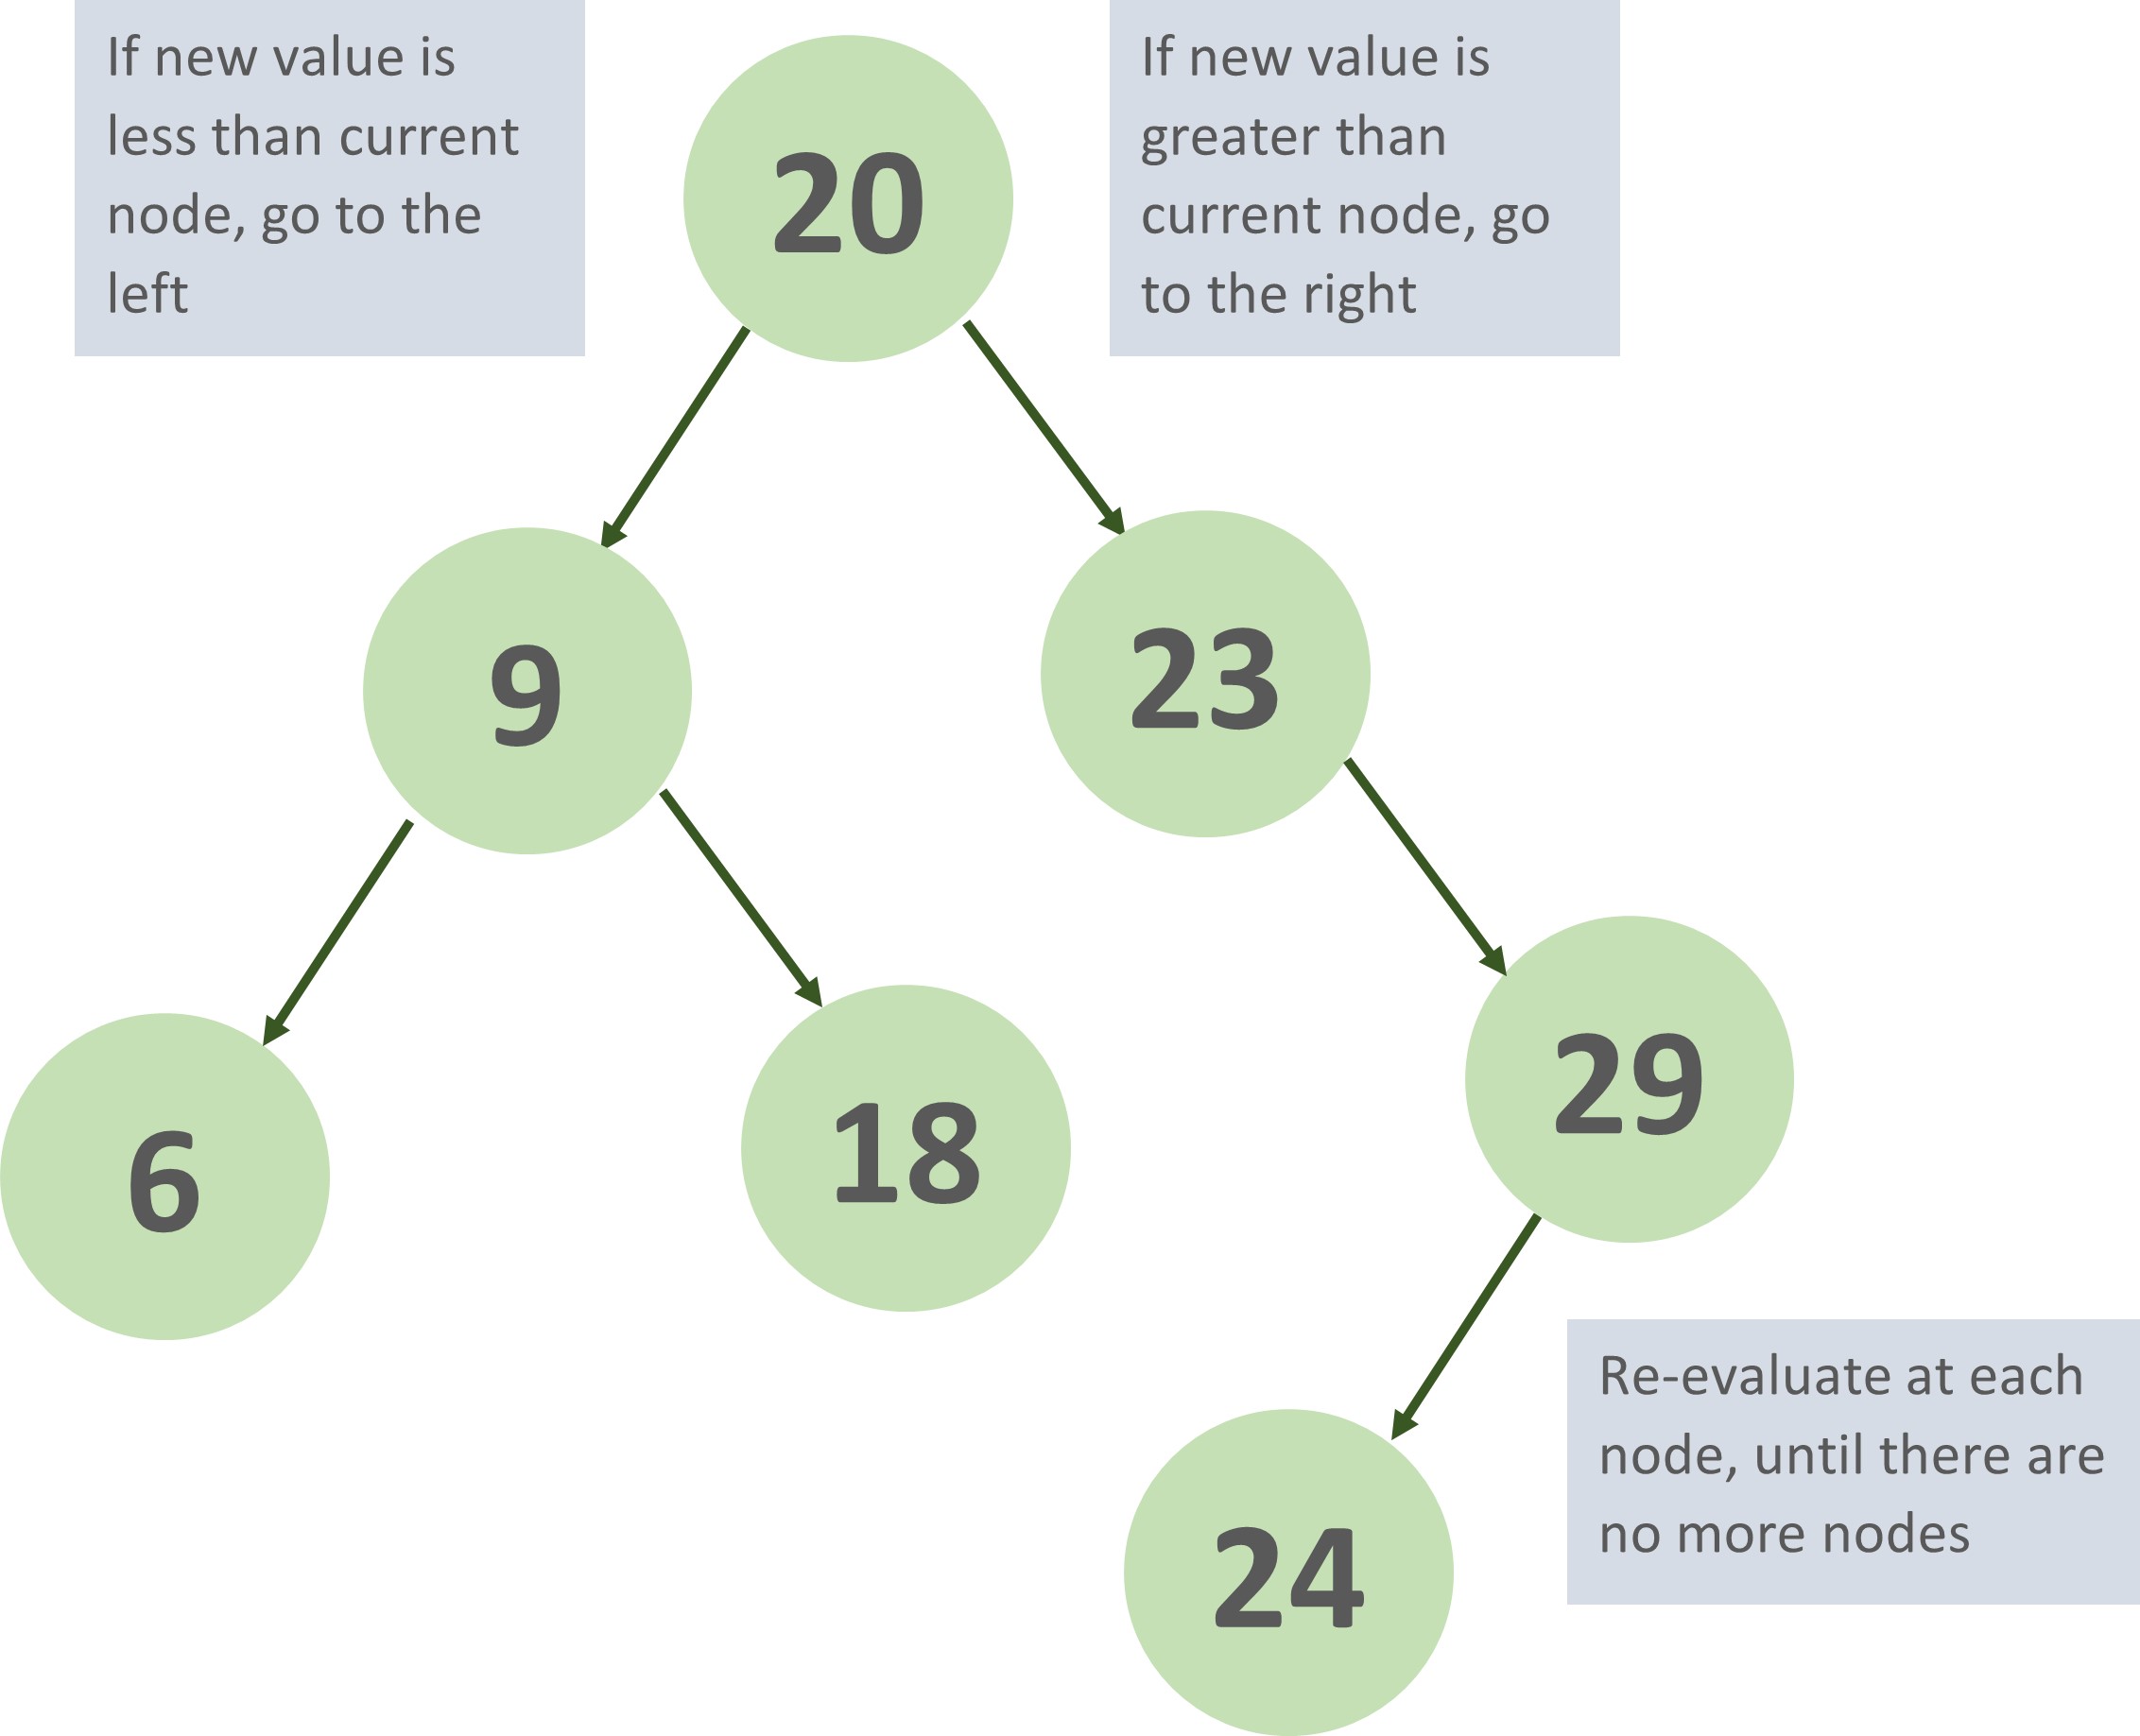 If new value is
less than current
node, go to the
left
If new value is
greater than
current node, go
to the right
20
9
23
6
18
29
24
Re-evaluate at each
node, until there are
no more nodes